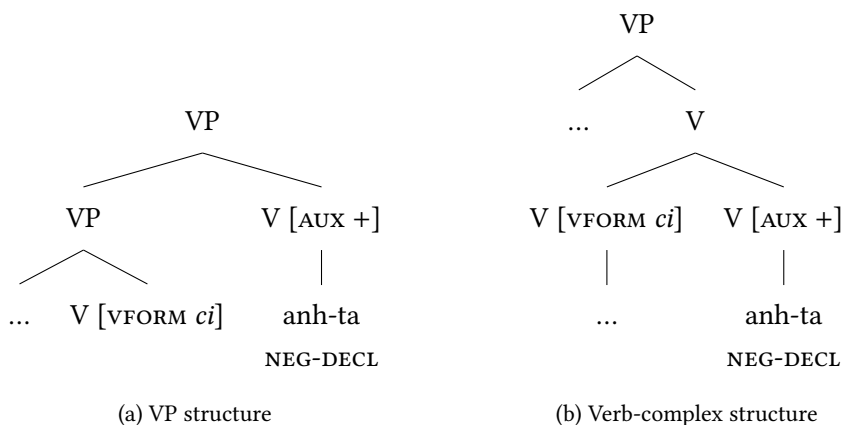 VP
VP
... V
VP V [AUX +] V [VFORM ci] V [AUX +]
... V [VFORM ci] anh-ta ... anh-ta
NEG-DECL NEG-DECL
(a) VP structure (b) Verb-complex structure